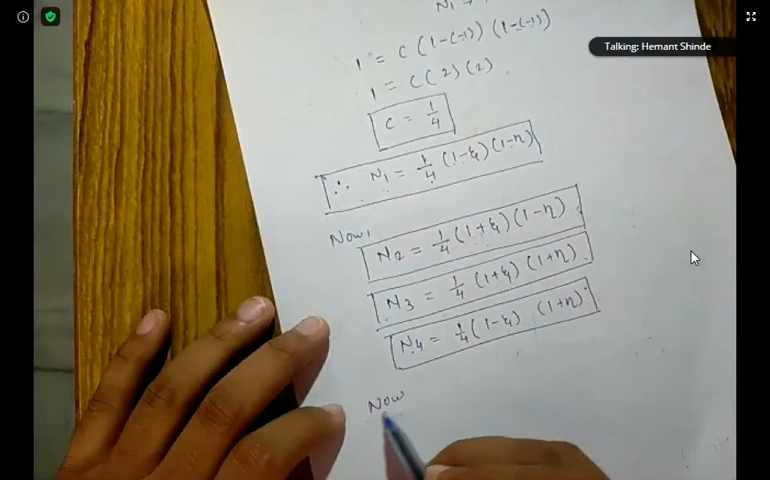 N₁ =
Talking: Hemant Shinde
1 = C (1-(-1)) (1-(-1))
1 = C (2) (2).
C = 1/4
∴ N₁ = 1/4 (1-ξ) (1-η)
Now,
N₂ = 1/4 (1+ξ) (1-η)
N₃ = 1/4 (1+ξ) (1+η)
N₄ = 1/4 (1-ξ) (1+η)
Now